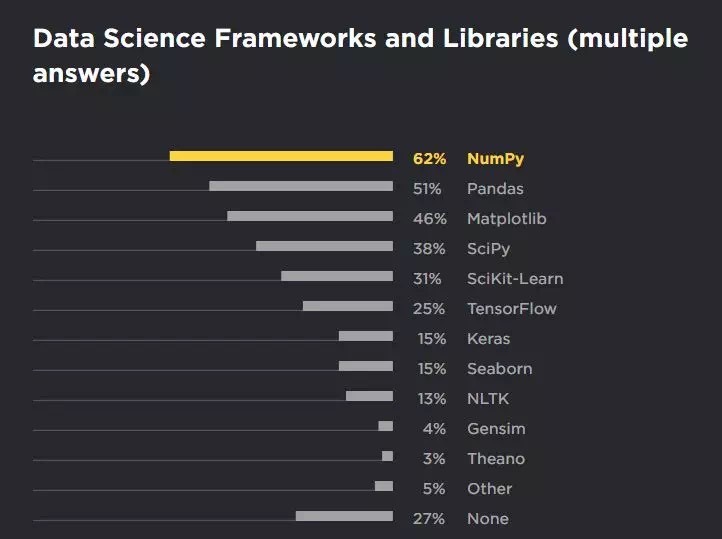 Data Science Frameworks and Libraries (multiple
answers)
62% NumPy
51% Pandas
46% Matplotlib
38% SciPy
31% SciKit-Learn
25% TensorFlow
15% Keras
15% Seaborn
13% NLTK
4% Gensim
3% Theano
5% Other
27% None